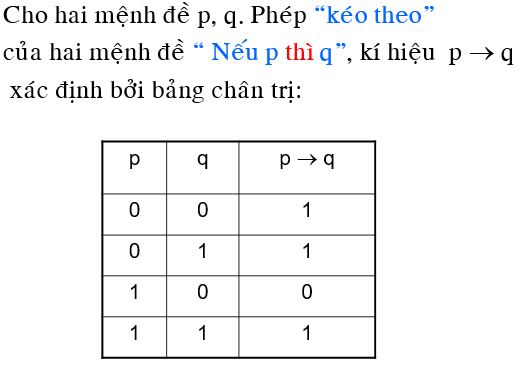 Cho hai mệnh đề p, q. Phép “kéo theo”
của hai mệnh đề “ Nếu p thì q”, kí hiệu p → q
xác định bởi bảng chân trị:
p q p → q
0 0 1
0 1 1
1 0 0
1 1 1